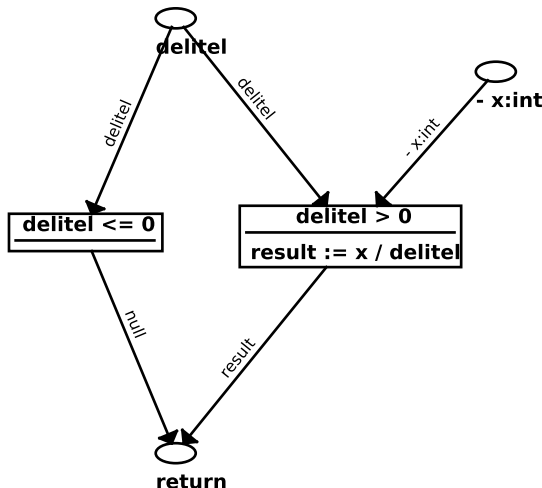 delitel
- x:int
delitel
delitel
- x:int
delitel <= 0
delitel > 0
result := x / delitel
null
result
return